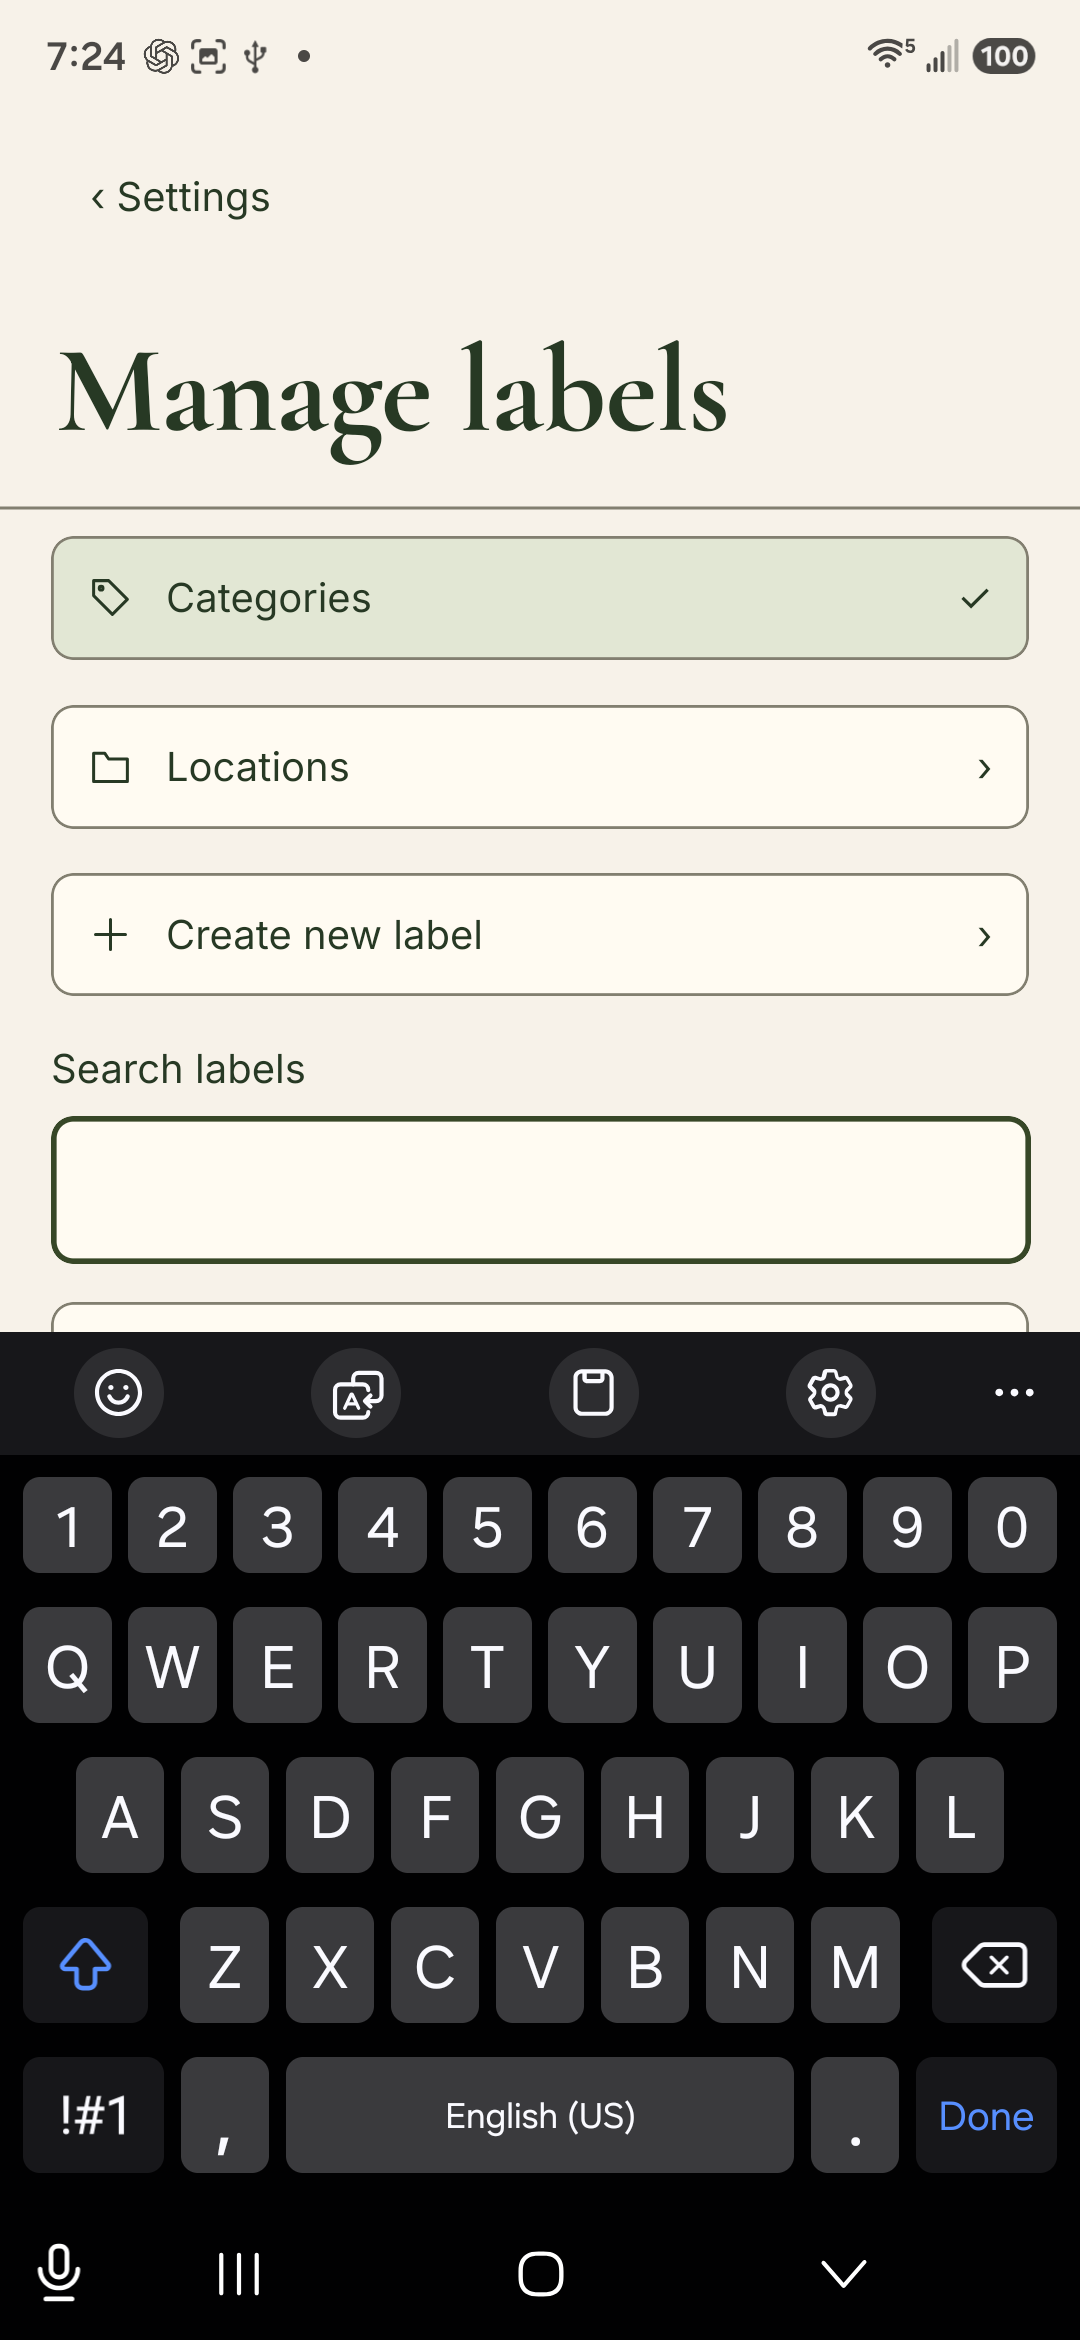 7:24 5 100
‹ Settings
Manage labels
Categories
Locations
Create new label
Search labels
1 2 3 4 5 6 7 8 9 0
Q W E R T Y U I O P
A S D F G H J K L
Z X C V B N M
!#1 , English (US) . Done